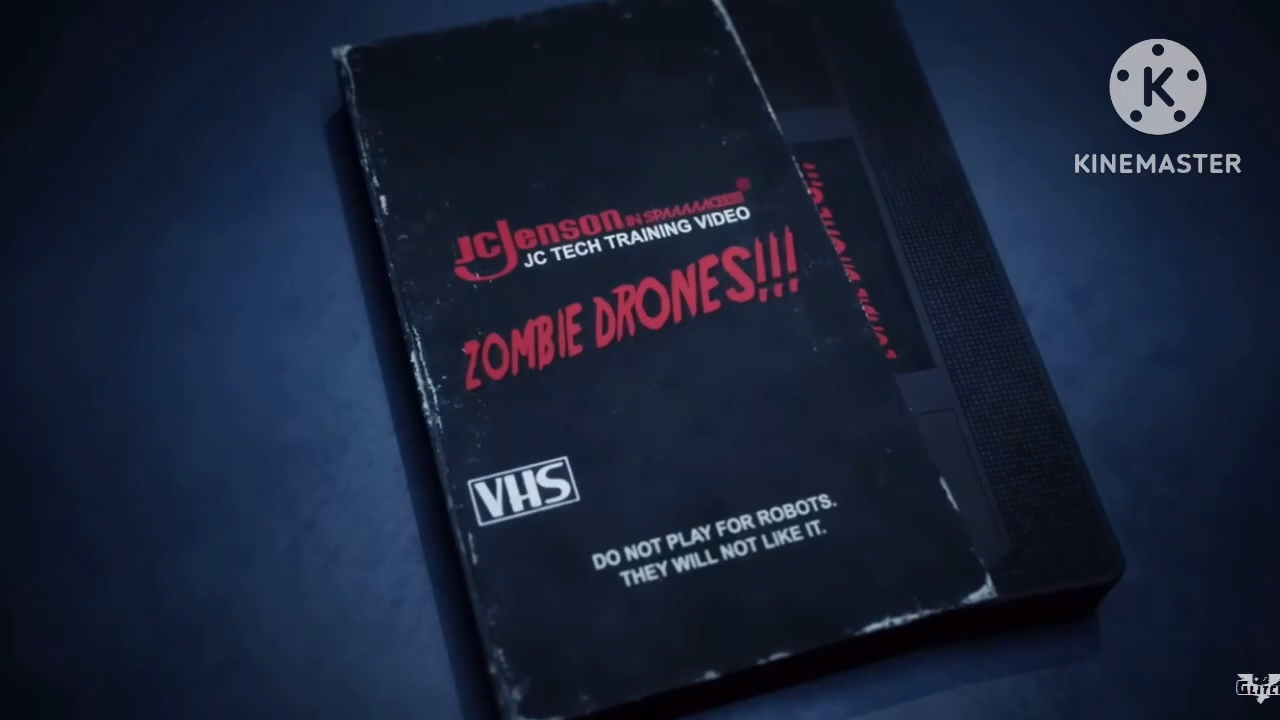 K
KINEMASTER
JCJenson IN SPAAAAACE!!!!
JC TECH TRAINING VIDEO
ZOMBIE DRONES!!!
VHS
DO NOT PLAY FOR ROBOTS.
THEY WILL NOT LIKE IT.